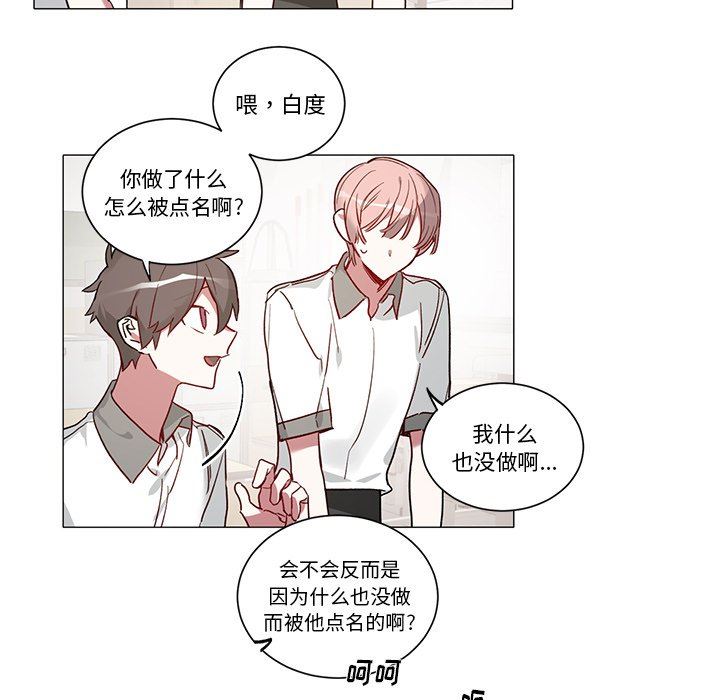 喂，白度
你做了什么
怎么被点名啊?
我什么
也没做啊...
会不会反而是
因为什么也没做
而被他点名的啊?
呵呵